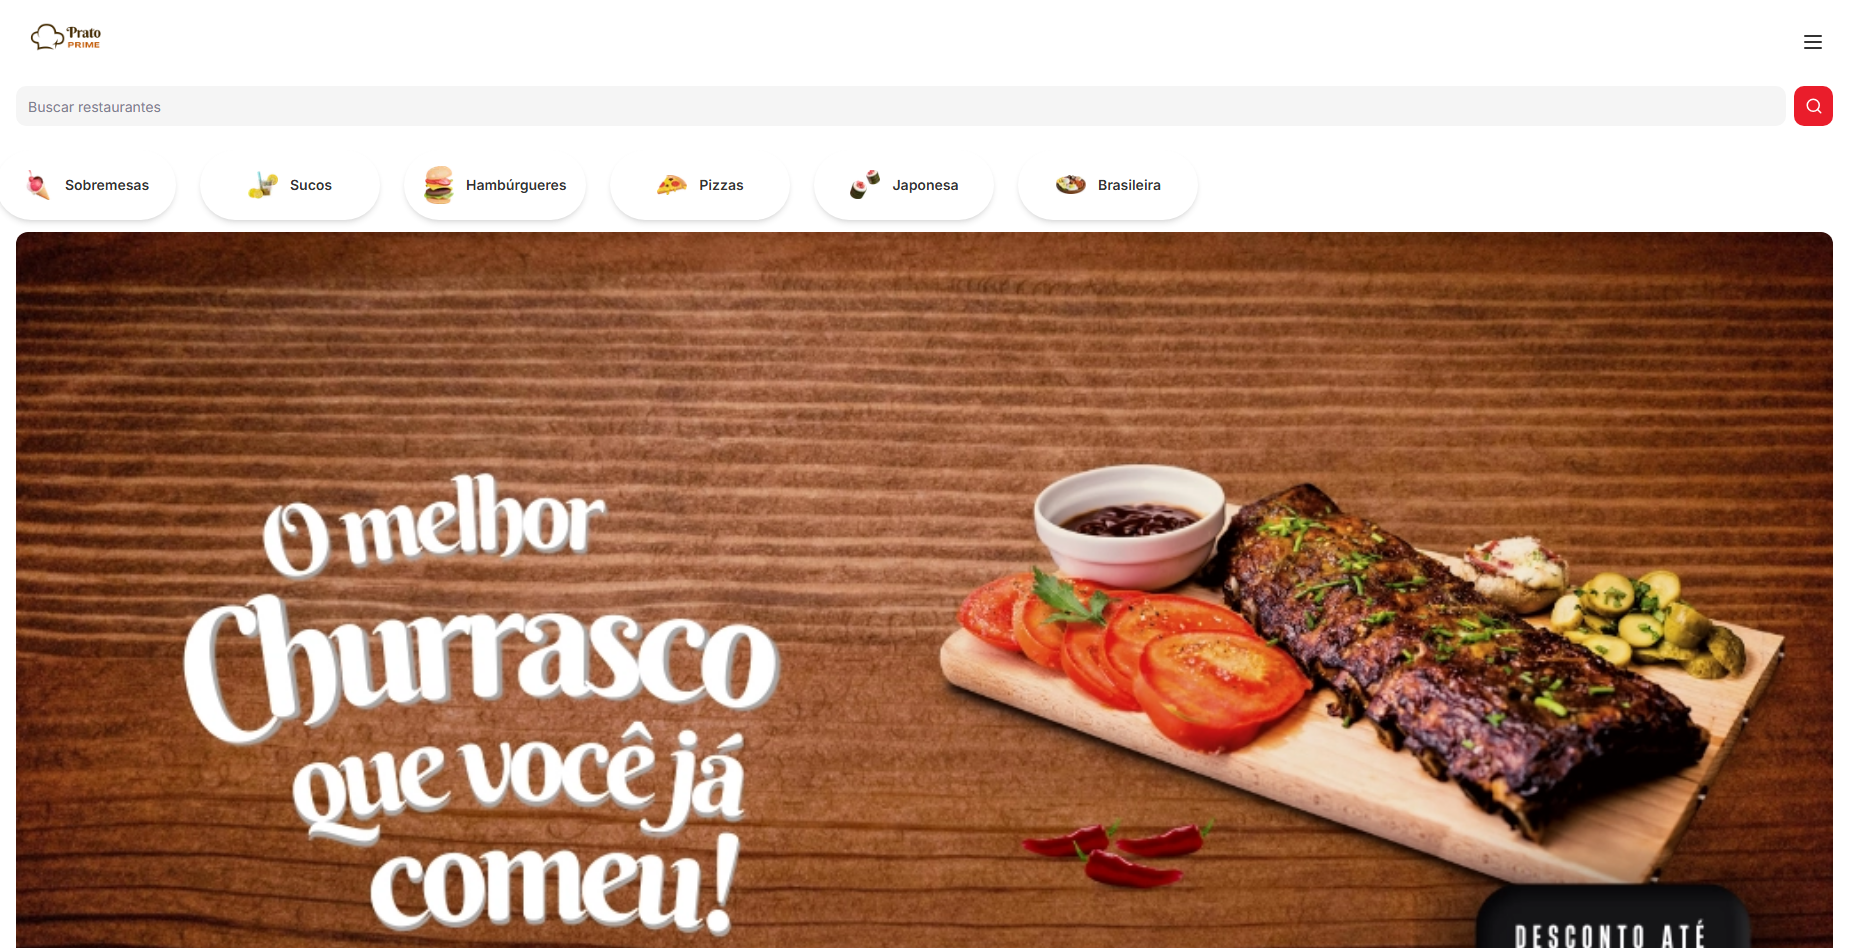 Prato
PRIME
Buscar restaurantes
Sobremesas
Sucos
Hambúrgueres
Pizzas
Japonesa
Brasileira
O melhor
Churrasco
que você já
comeu!
DESCONTO ATÉ